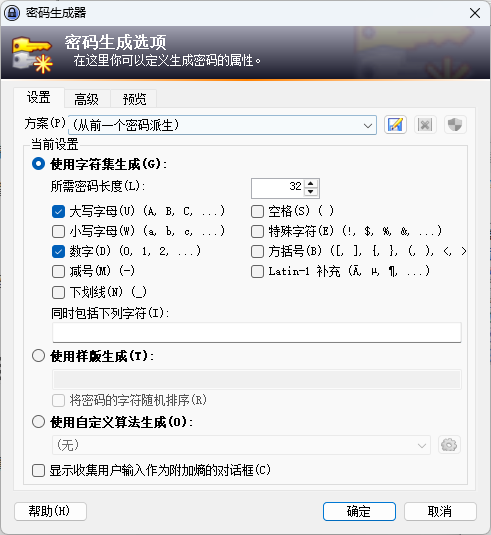 密码生成器
密码生成选项
在这里你可以定义生成密码的属性。
设置 高级 预览
方案(P) (从前一个密码派生)
当前设置
使用字符集生成(G):
所需密码长度(L): 32
大写字母(U) (A, B, C, ...) 空格(S) ( )
小写字母(W) (a, b, c, ...) 特殊字符(E) (!, $, %, &, ...)
数字(D) (0, 1, 2, ...) 方括号(B) ([, ], {, }, (, ), <, >
减号(M) (-) Latin-1 补充 (Ä, µ, ¶, ...)
下划线(N) (_)
同时包括下列字符(I):
使用样版生成(T):
将密码的字符随机排序(R)
使用自定义算法生成(O):
(无)
显示收集用户输入作为附加熵的对话框(C)
帮助(H) 确定 取消